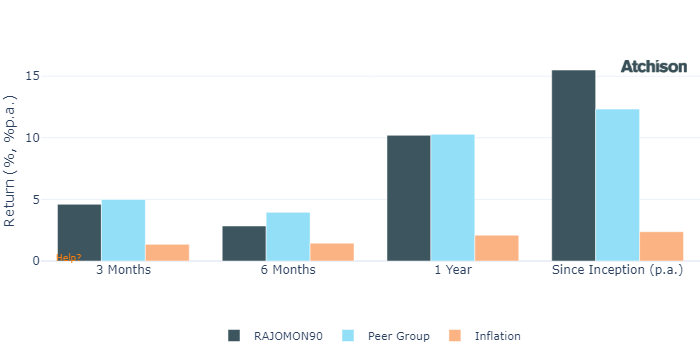 Atchison
Return (%, %p.a.)
15
10
5
0
Help?
3 Months
6 Months
1 Year
Since Inception (p.a.)
RAJOMON90
Peer Group
Inflation